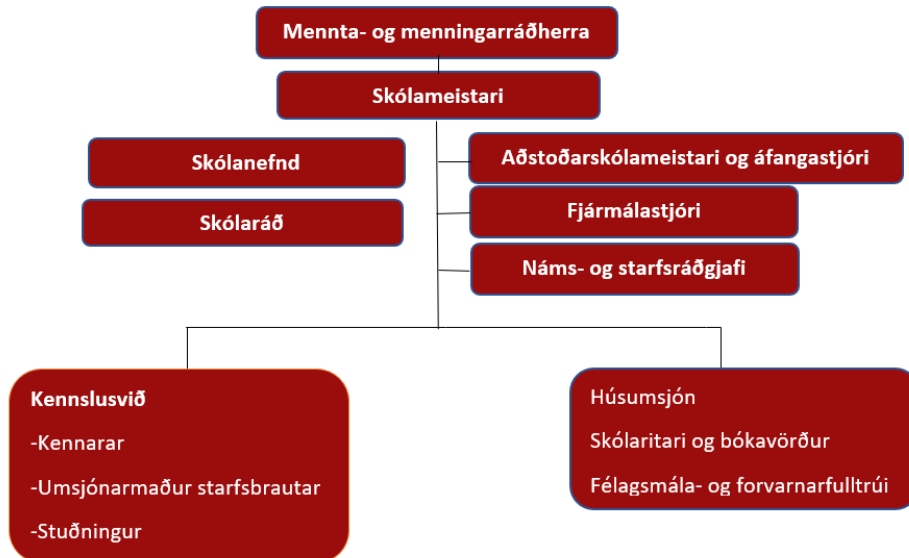 Mennta- og menningarráðherra
Skólameistari
Skólanefnd
Aðstoðarskólameistari og áfangastjóri
Skólaráð
Fjármálastjóri
Náms- og starfsráðgjafi
Kennslusvið
-Kennarar
-Umsjónarmaður starfsbrautar
-Stuðningur
Húsumsjón
Skólaritari og bókavörður
Félagsmála- og forvarnarfulltrúi